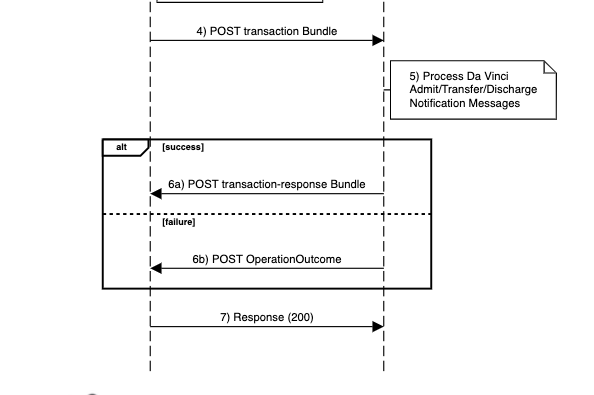 4) POST transaction Bundle
5) Process Da Vinci
Admit/Transfer/Discharge
Notification Messages
alt
[success]
6a) POST transaction-response Bundle
[failure]
6b) POST OperationOutcome
7) Response (200)